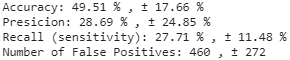 Accuracy: 49.51 % , ± 17.66 %
Presicion: 28.69 % , ± 24.85 %
Recall (sensitivity): 27.71 % , ± 11.48 %
Number of False Positives: 460 , ± 272